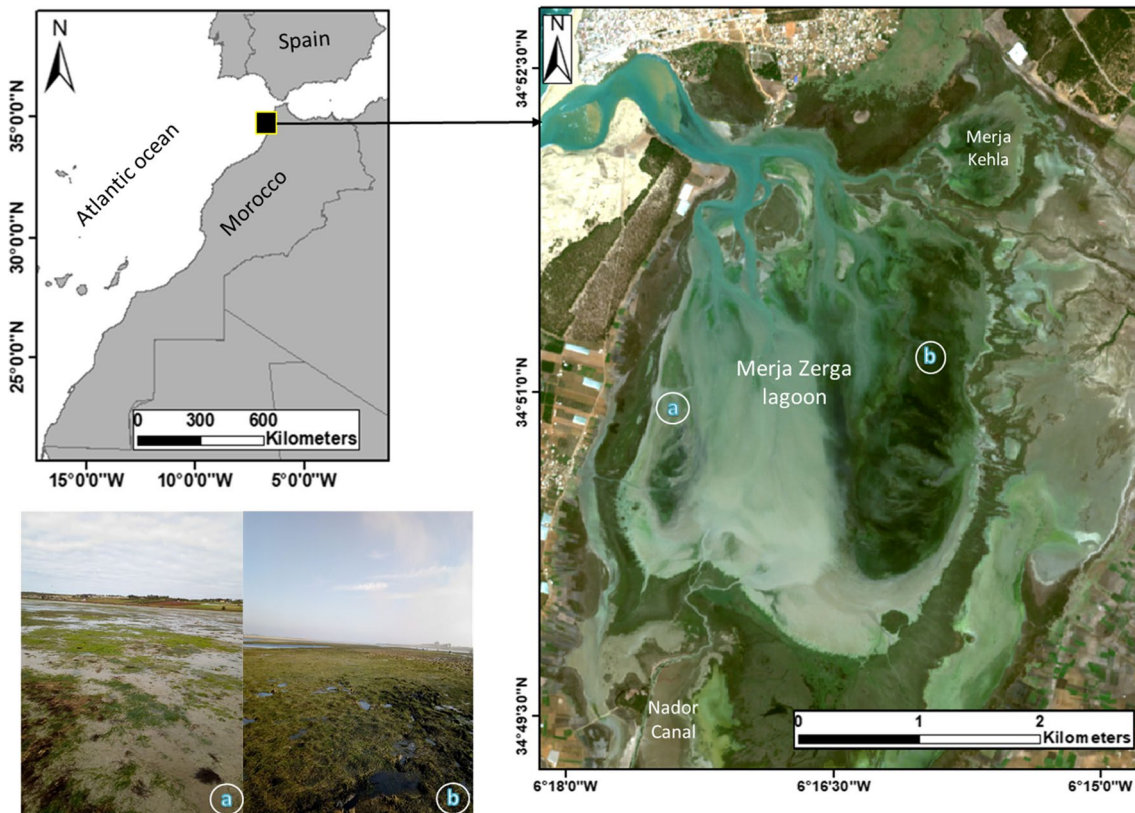 N
Spain
35°0'0"N
Atlantic ocean
Morocco
30°0'0"N
25°0'0"N
0 300 600
Kilometers
15°0'0"W 10°0'0"W 5°0'0"W
a
b
N
34°52'30"N
Merja
Kehla
b
Merja Zerga
lagoon
a
34°51'0"N
Nador
Canal
0 1 2
Kilometers
34°49'30"N
6°18'0"W 6°16'30"W 6°15'0"W